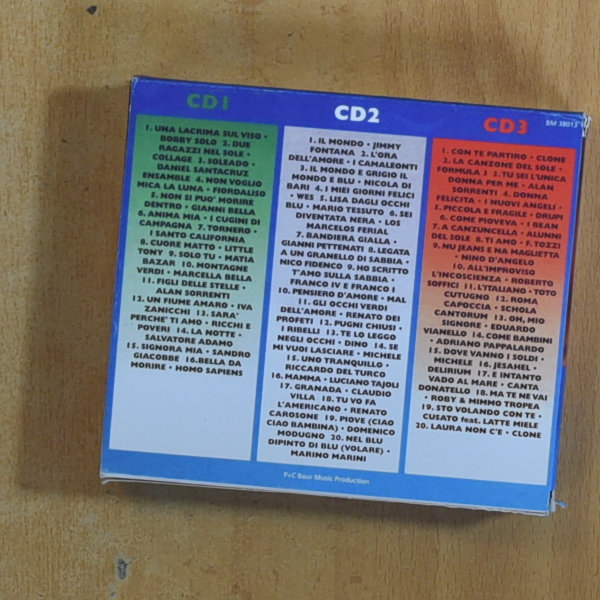 CD1
1. UNA LACRIMA SUL VISO •
BOBBY SOLO 2. DUE
RAGAZZI NEL SOLE •
COLLAGE 3. SOLEADO •
DANIEL SANTACRUZ
ENSEMBLE 4. NON VOGLIO
MICA LA LUNA • FIORDALISO
5. NON SI PUO' MORIRE
DENTRO • GIANNI BELLA
6. ANIMA MIA • I CUGINI DI
CAMPAGNA 7. TORNERO •
I SANTO CALIFORNIA
8. CUORE MATTO • LITTLE
TONY 9. SOLO TU • MATIA
BAZAR 10. MONTAGNE
VERDI • MARCELLA BELLA
11. FIGLI DELLE STELLE •
ALAN SORRENTI
12. UN FIUME AMARO • IVA
ZANICCHI 13. SARA'
PERCHE' TI AMO • RICCHI E
POVERI 14. LA NOTTE •
SALVATORE ADAMO
15. SIGNORA MIA • SANDRO
GIACOBBE 16. BELLA DA
MORIRE • HOMO SAPIENS
CD2
1. IL MONDO • JIMMY
FONTANA 2. L'ORA
DELL'AMORE • I CAMALEONTI
3. IL MONDO E GRIGIO IL
MONDO E BLU • NICOLA DI
BARI 4. I MIEI GIORNI FELICI
• WES 5. LISA DAGLI OCCHI
BLU • MARIO TESSUTO 6. SEI
DIVENTATA NERA • LOS
MARCELOS FERIAL
7. BANDIERA GIALLA •
GIANNI PETTENATI 8. LEGATA
A UN GRANELLO DI SABBIA •
NICO FIDENCO 9. HO SCRITTO
T'AMO SULLA SABBIA •
FRANCO IV E FRANCO I
10. PENSIERO D'AMORE • MAL
11. GLI OCCHI VERDI
DELL'AMORE • RENATO DEI
PROFETI 12. PUGNI CHIUSI •
I RIBELLI 13. TE LO LEGGO
NEGLI OCCHI • DINO 14. SE
MI VUOI LASCIARE • MICHELE
15. UNO TRANQUILLO •
RICCARDO DEL TURCO
16. MAMMA • LUCIANO TAJOLI
17. GRANADA • CLAUDIO
VILLA 18. TU VO FA
L'AMERICANO • RENATO
CAROSONE 19. PIOVE (CIAO
CIAO BAMBINA) • DOMENICO
MODUGNO 20. NEL BLU
DIPINTO DI BLU (VOLARE) •
MARINO MARINI
CD3
BM 38013
1. CON TE PARTIRO • CLONE
2. LA CANZONE DEL SOLE •
FORMULA 3 3. TU SEI L'UNICA
DONNA PER ME • ALAN
SORRENTI 4. DONNA
FELICITA • I NUOVI ANGELI •
5. PICCOLA E FRAGILE • DRUPI
6. COME PIOVEVA • I BEAN
7. A CANZUNCELLA • ALUNNI
DEL SOLE 8. TI AMO • F. TOZZI
9. NU JEANS E NA MAGLIETTA
• NINO D'ANGELO
10. ALL'IMPROVISO
L'INCOSCIENZA • ROBERTO
SOFFICI 11. L'ITALIANO • TOTO
CUTUGNO 12. ROMA
CAPOCCIA • SCHOLA
CANTORUM 13. OH, MIO
SIGNORE • EDUARDO
VIANELLO 14. COME BAMBINI
• ADRIANO PAPPALARDO
15. DOVE VANNO I SOLDI •
MICHELE 16. JESAHEL •
DELIRIUM 17. E INTANTO
VADO AL MARE • CANTA
DONATELLO 18. MA TE NE VAI
• ROBY & MIMMO TROPEA
19. STO VOLANDO CON TE •
CUSATO feat. LATTE MIELE
20. LAURA NON C'E • CLONE
PvC Baur Music Production